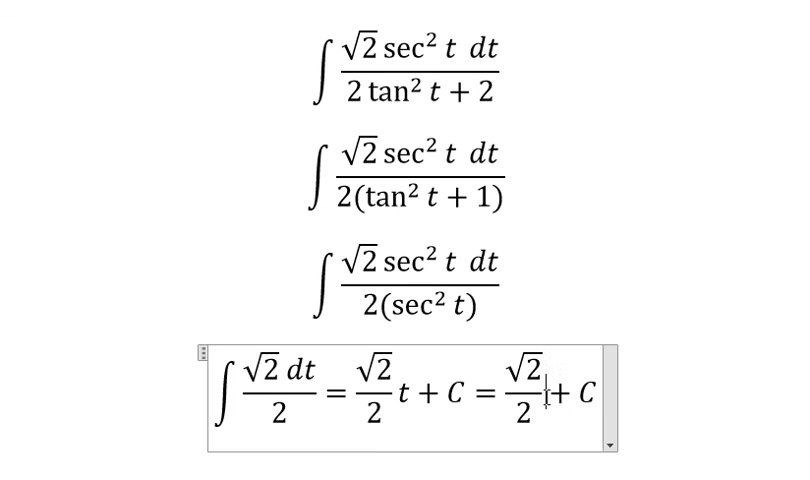 ∫ √2 sec² t dt / 2 tan² t + 2
∫ √2 sec² t dt / 2(tan² t + 1)
∫ √2 sec² t dt / 2(sec² t)
∫ √2 dt / 2 = √2 / 2 t + C = √2 / 2 + C